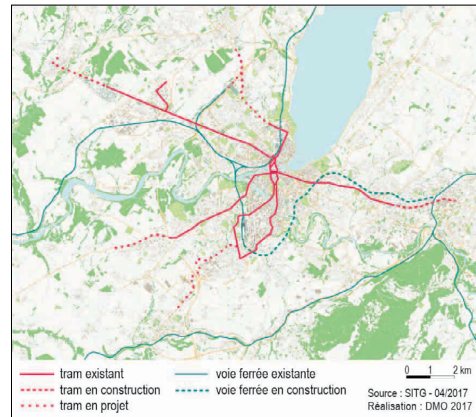 tram existant
tram en construction
tram en projet
voie ferrée existante
voie ferrée en construction
0 1 2 km
Source : SITG - 04/2017
Réalisation : DMO 2017